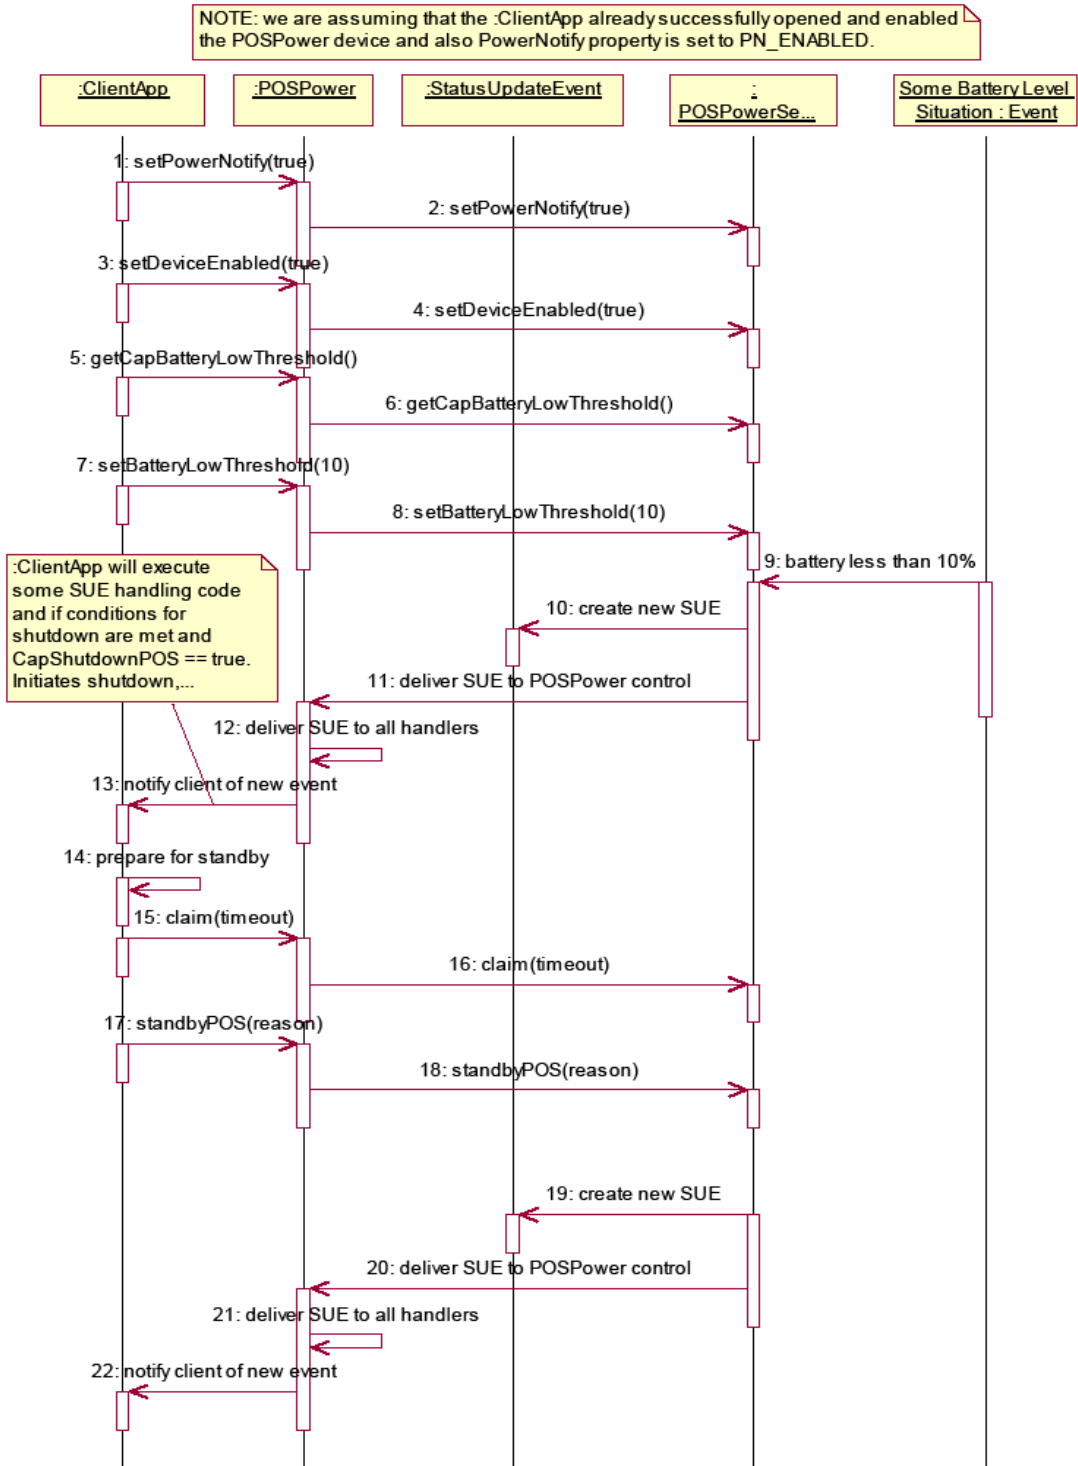 NOTE: we are assuming that the :ClientApp already successfully opened and enabled
the POSPower device and also PowerNotify property is set to PN_ENABLED.
:ClientApp
:POSPower
:StatusUpdateEvent
:
POSPowerSe...
Some Battery Level
Situation : Event
1: setPowerNotify(true)
2: setPowerNotify(true)
3: setDeviceEnabled(true)
4: setDeviceEnabled(true)
5: getCapBatteryLowThreshold()
6: getCapBatteryLowThreshold()
7: setBatteryLowThreshold(10)
8: setBatteryLowThreshold(10)
:ClientApp will execute
some SUE handling code
and if conditions for
shutdown are met and
CapShutdownPOS == true.
Initiates shutdown,...
9: battery less than 10%
10: create new SUE
11: deliver SUE to POSPower control
12: deliver SUE to all handlers
13: notify client of new event
14: prepare for standby
15: claim(timeout)
16: claim(timeout)
17: standbyPOS(reason)
18: standbyPOS(reason)
19: create new SUE
20: deliver SUE to POSPower control
21: deliver SUE to all handlers
22: notify client of new event